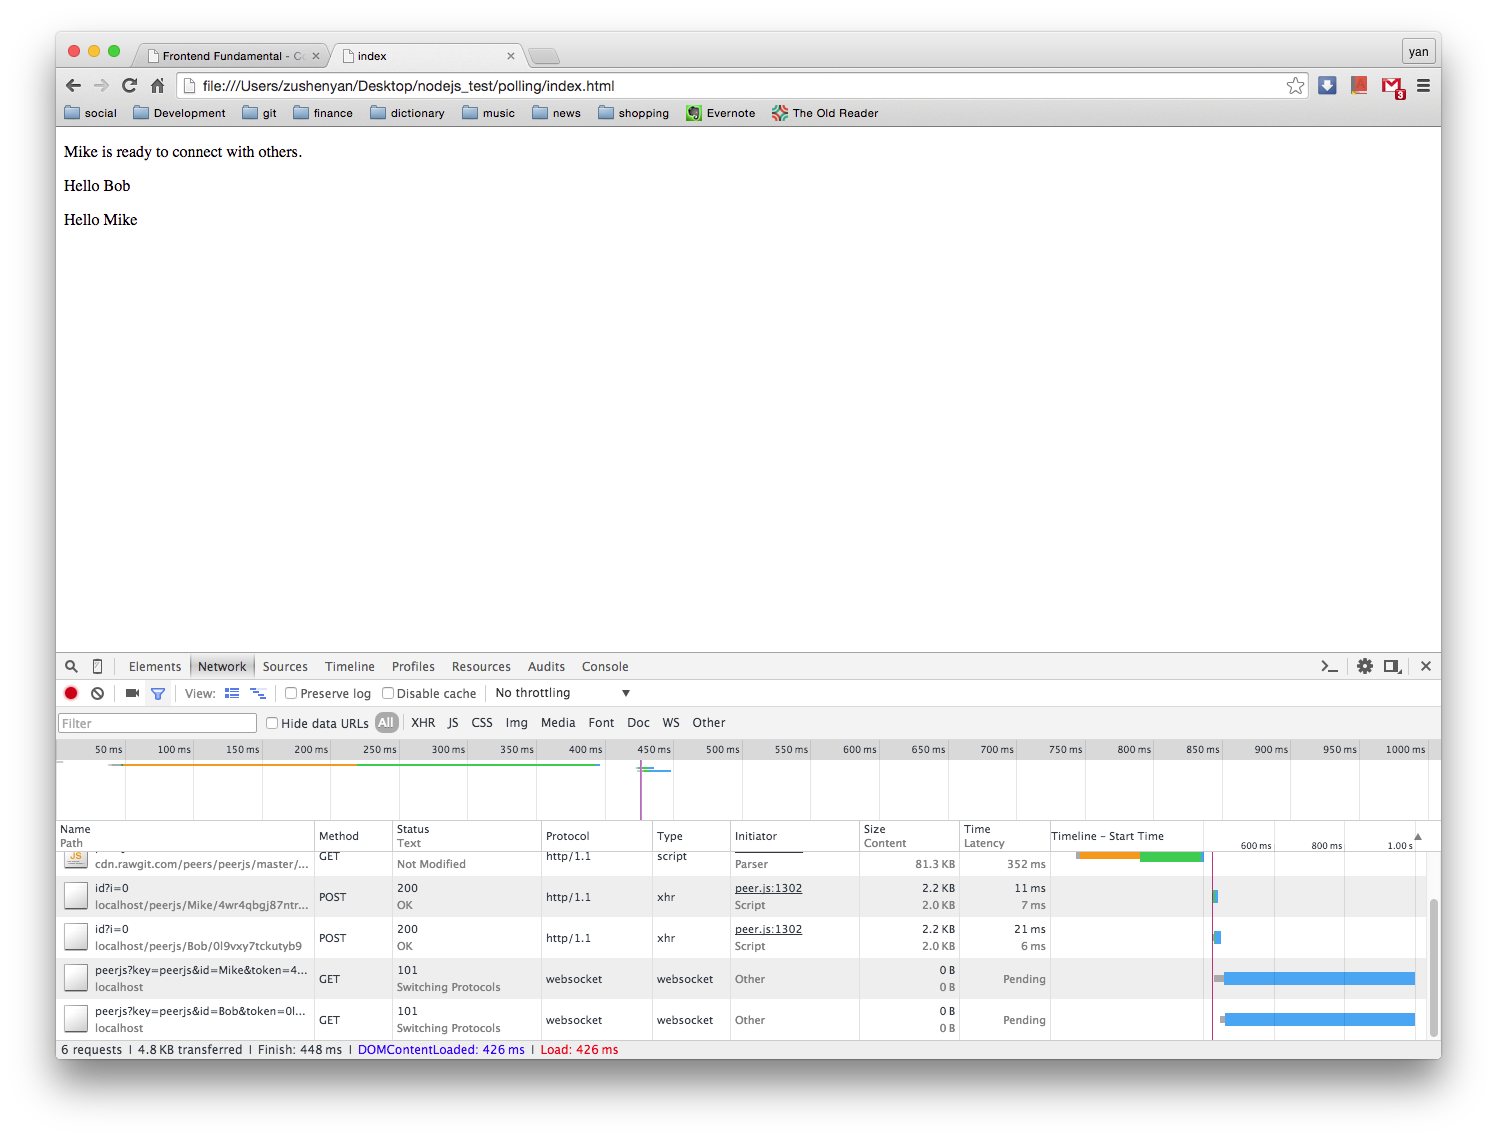 Frontend Fundamental - Co
index
yan
file:///Users/zushenyan/Desktop/nodejs_test/polling/index.html
3
social Development git finance dictionary music news shopping Evernote The Old Reader
Mike is ready to connect with others.
Hello Bob
Hello Mike
Elements Network Sources Timeline Profiles Resources Audits Console
View: Preserve log Disable cache No throttling
Filter Hide data URLs All XHR JS CSS Img Media Font Doc WS Other
50 ms 100 ms 150 ms 200 ms 250 ms 300 ms 350 ms 400 ms 450 ms 500 ms 550 ms 600 ms 650 ms 700 ms 750 ms 800 ms 850 ms 900 ms 950 ms 1000 ms
Name Method Status Protocol Type Initiator Size Time Timeline – Start Time
Path Text Content Latency 600 ms 800 ms 1.00 s
JS GET http/1.1 script
cdn.rawgit.com/peers/peerjs/master/... Not Modified Parser 81.3 KB 352 ms
id?i=0 POST 200 http/1.1 xhr peer.js:1302 2.2 KB 11 ms
localhost/peerjs/Mike/4wr4qbgj87ntr... OK Script 2.0 KB 7 ms
id?i=0 POST 200 http/1.1 xhr peer.js:1302 2.2 KB 21 ms
localhost/peerjs/Bob/0l9vxy7tckutyb9 OK Script 2.0 KB 6 ms
peerjs?key=peerjs&id=Mike&token=4... GET 101 websocket websocket Other 0 B Pending
localhost Switching Protocols 0 B
peerjs?key=peerjs&id=Bob&token=0l... GET 101 websocket websocket Other 0 B Pending
localhost Switching Protocols 0 B
6 requests | 4.8 KB transferred | Finish: 448 ms | DOMContentLoaded: 426 ms | Load: 426 ms